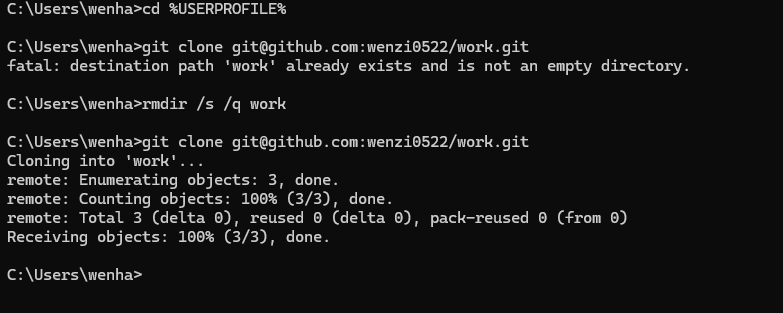 C:\Users\wenha>cd %USERPROFILE%
C:\Users\wenha>git clone git@github.com:wenzi0522/work.git
fatal: destination path 'work' already exists and is not an empty directory.
C:\Users\wenha>rmdir /s /q work
C:\Users\wenha>git clone git@github.com:wenzi0522/work.git
Cloning into 'work'...
remote: Enumerating objects: 3, done.
remote: Counting objects: 100% (3/3), done.
remote: Total 3 (delta 0), reused 0 (delta 0), pack-reused 0 (from 0)
Receiving objects: 100% (3/3), done.
C:\Users\wenha>